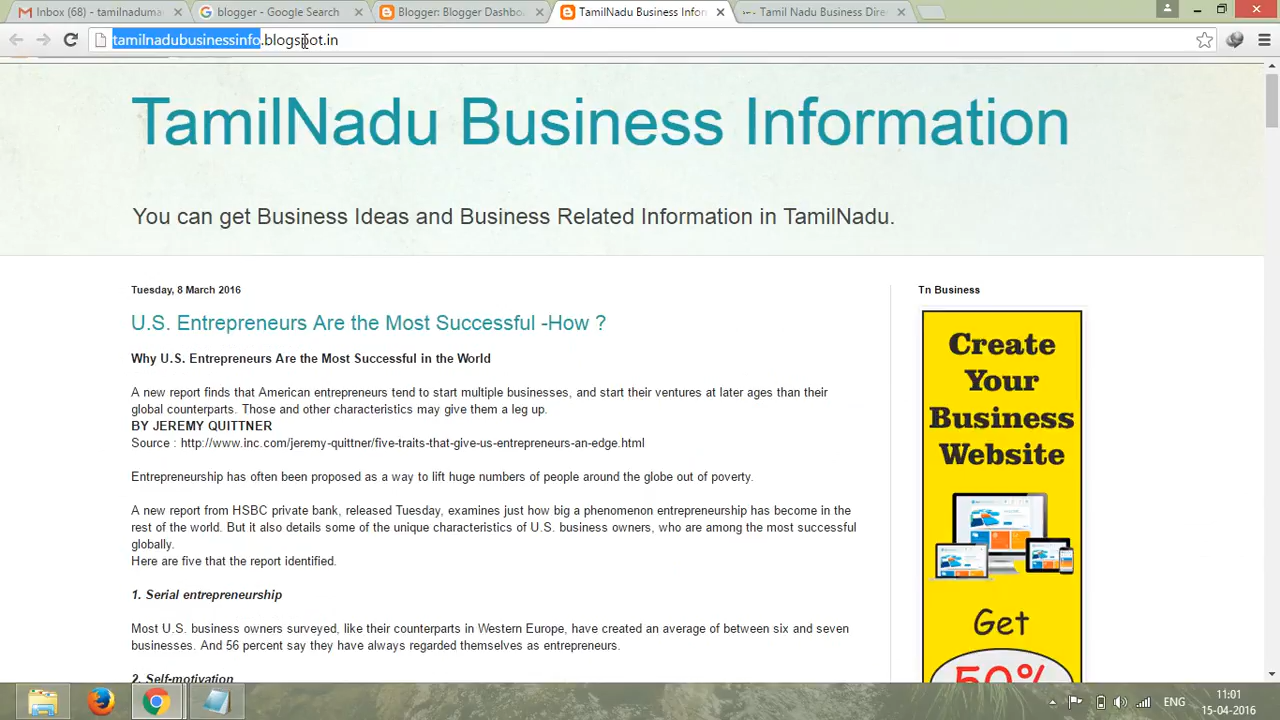 Inbox (68) - tamilnaduma
blogger - Google Search
Blogger: Blogger Dashbo
TamilNadu Business Infor
Tamil Nadu Business Dire
tamilnadubusinessinfo.blogspot.in
TamilNadu Business Information
You can get Business Ideas and Business Related Information in TamilNadu.
Tuesday, 8 March 2016
U.S. Entrepreneurs Are the Most Successful -How ?
Why U.S. Entrepreneurs Are the Most Successful in the World
A new report finds that American entrepreneurs tend to start multiple businesses, and start their ventures at later ages than their
global counterparts. Those and other characteristics may give them a leg up.
BY JEREMY QUITTNER
Source : http://www.inc.com/jeremy-quittner/five-traits-that-give-us-entrepreneurs-an-edge.html
Entrepreneurship has often been proposed as a way to lift huge numbers of people around the globe out of poverty.
A new report from HSBC private bank, released Tuesday, examines just how big a phenomenon entrepreneurship has become in the
rest of the world. But it also details some of the unique characteristics of U.S. business owners, who are among the most successful
globally.
Here are five that the report identified.
1. Serial entrepreneurship
Most U.S. business owners surveyed, like their counterparts in Western Europe, have created an average of between six and seven
businesses. And 56 percent say they have always regarded themselves as entrepreneurs.
2. Self-motivation
Tn Business
Create
Your
Business
Website
Get
50%
ENG
11:01
15-04-2016